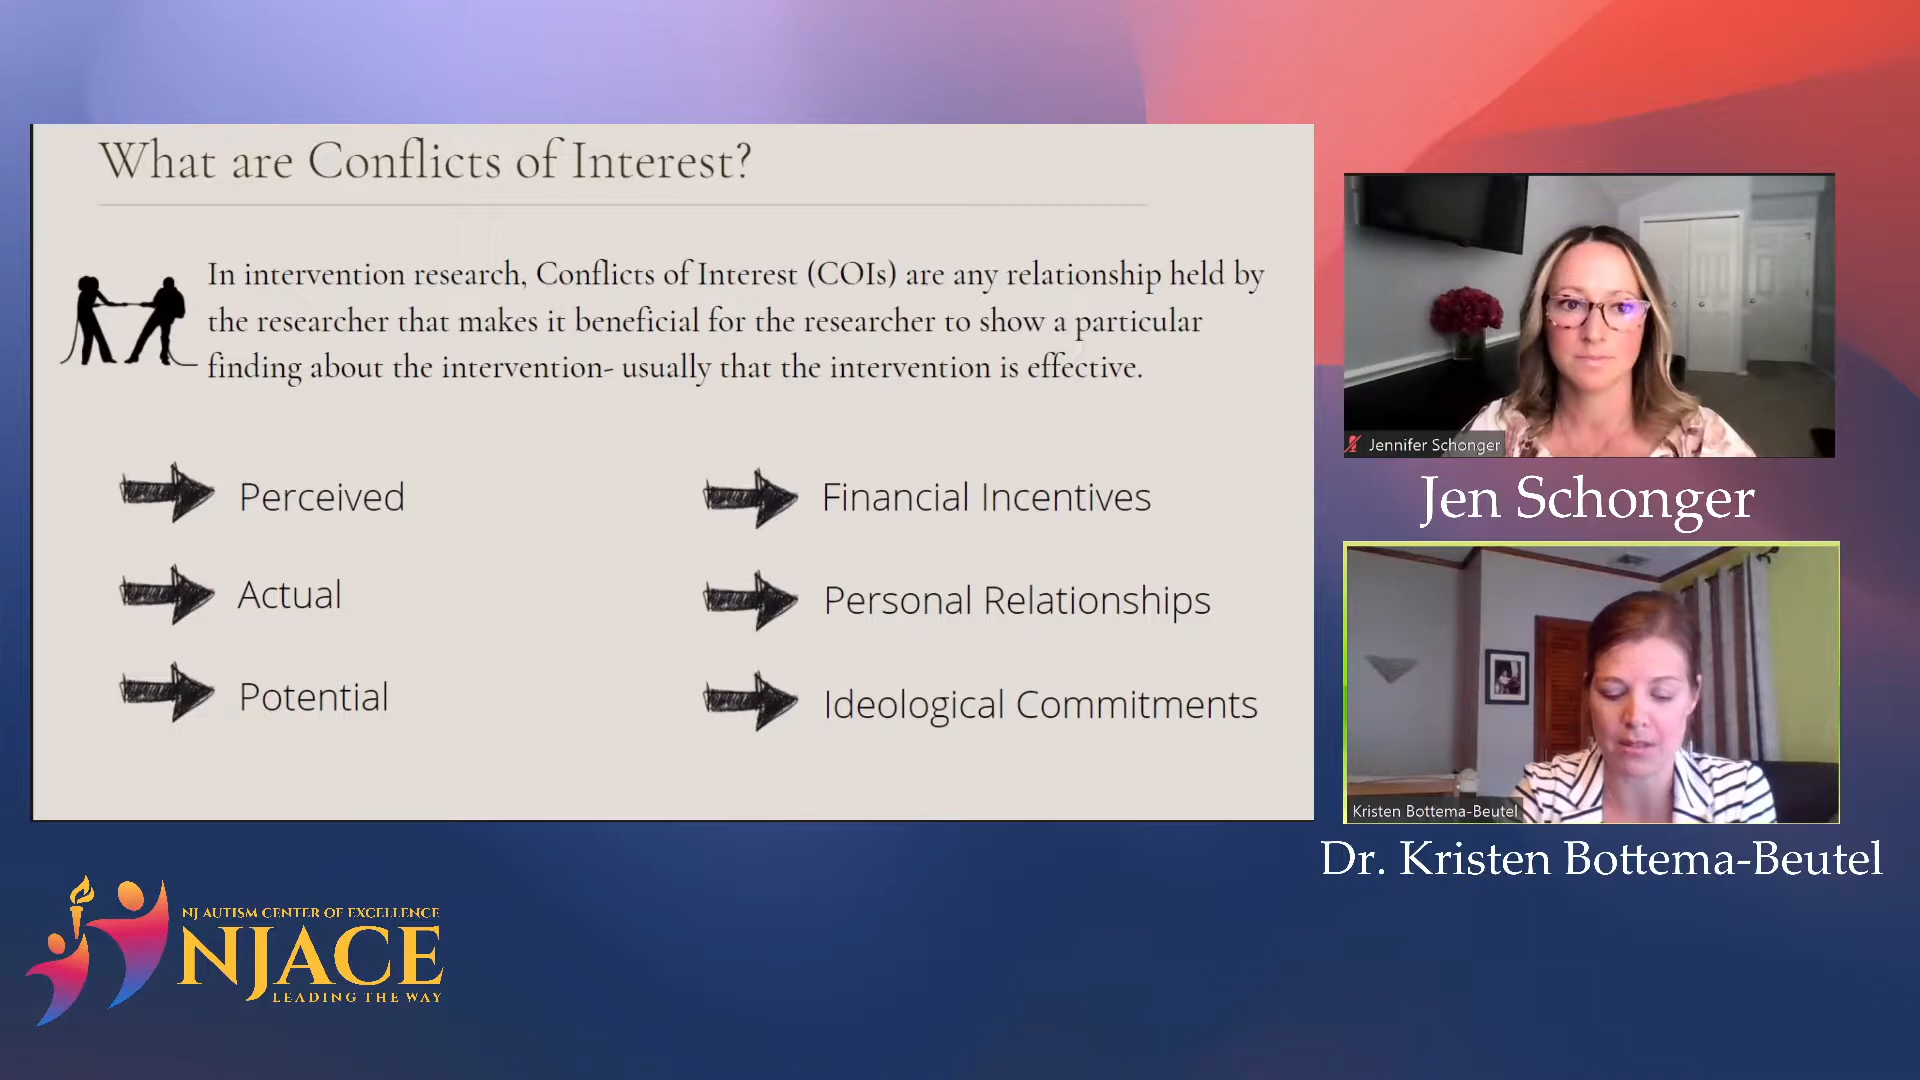 What are Conflicts of Interest?
In intervention research, Conflicts of Interest (COIs) are any relationship held by
the researcher that makes it beneficial for the researcher to show a particular
finding about the intervention- usually that the intervention is effective.
Perceived
Actual
Potential
Financial Incentives
Personal Relationships
Ideological Commitments
Jennifer Schonger
Jen Schonger
Kristen Bottema-Beutel
Dr. Kristen Bottema-Beutel
NJ AUTISM CENTER OF EXCELLENCE
NJACE
LEADING THE WAY